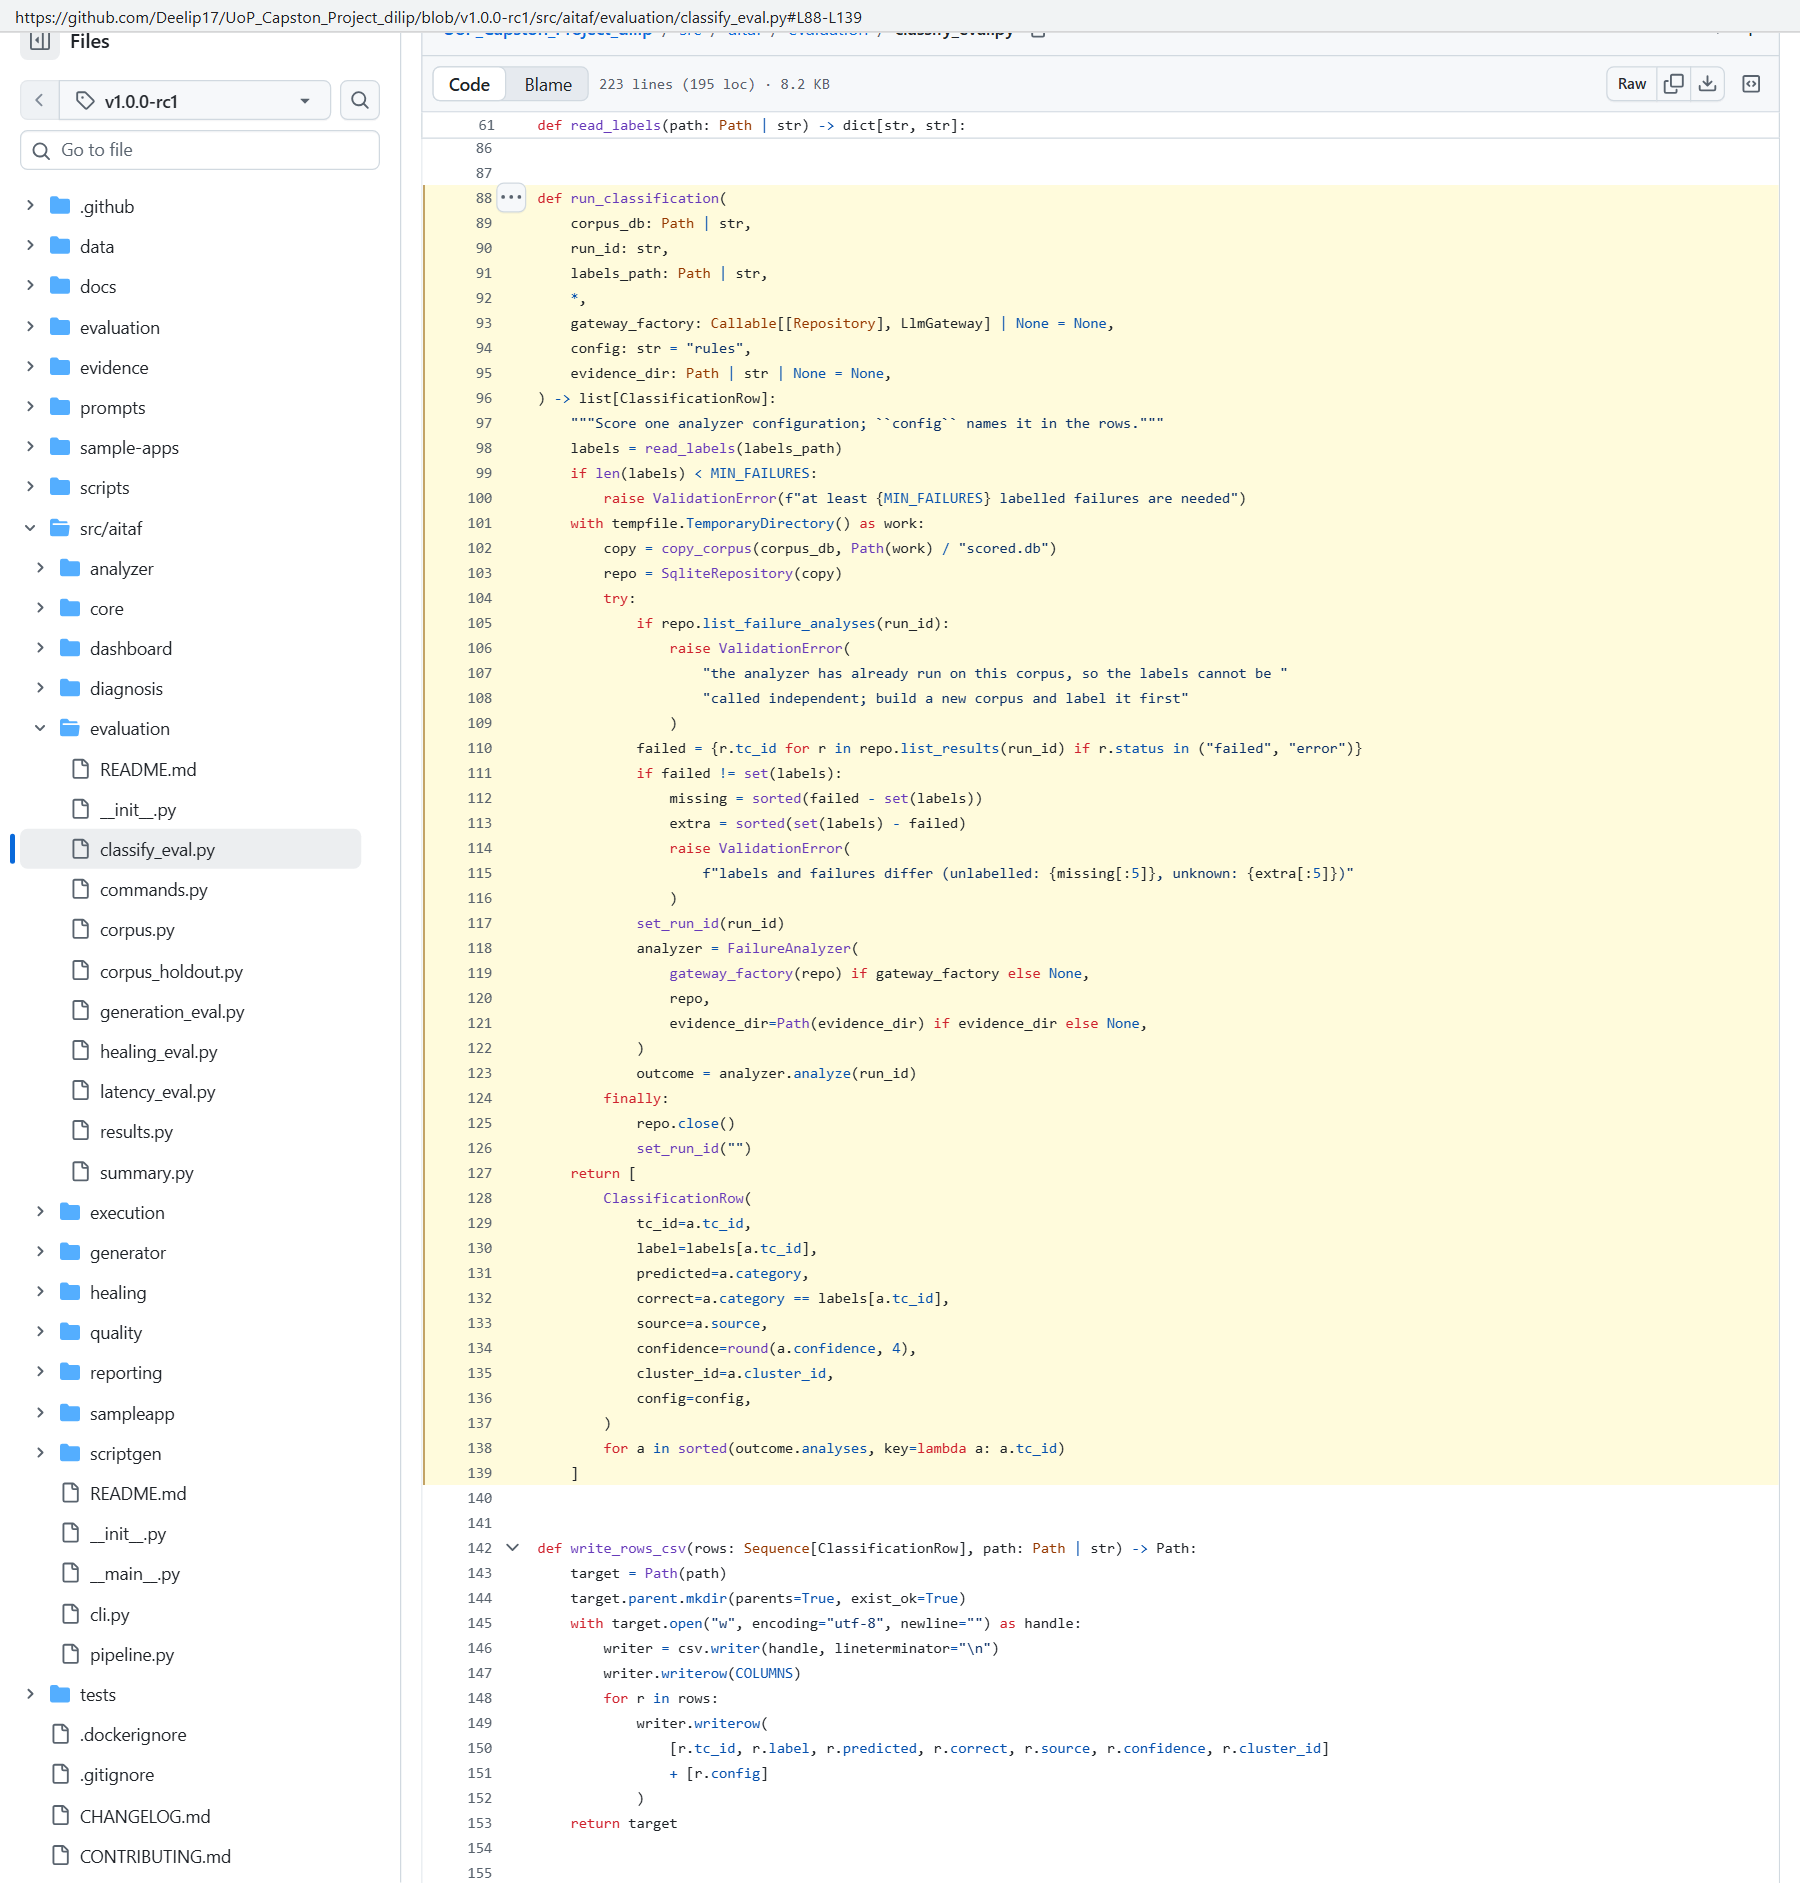 https://github.com/Deelip17/UoP_Capston_Project_dilip/blob/v1.0.0-rc1/src/aitaf/evaluation/classify_eval.py#L88-L139
Files
v1.0.0-rc1
Go to file
.github
data
docs
evaluation
evidence
prompts
sample-apps
scripts
src/aitaf
analyzer
core
dashboard
diagnosis
evaluation
README.md
__init__.py
classify_eval.py
commands.py
corpus.py
corpus_holdout.py
generation_eval.py
healing_eval.py
latency_eval.py
results.py
summary.py
execution
generator
healing
quality
reporting
sampleapp
scriptgen
README.md
__init__.py
__main__.py
cli.py
pipeline.py
tests
.dockerignore
.gitignore
CHANGELOG.md
CONTRIBUTING.md
UoP_Capston_Project_dilip / src / aitaf / evaluation / classify_eval.py
Code Blame 223 lines (195 loc) · 8.2 KB Raw
61 def read_labels(path: Path | str) -> dict[str, str]:
86
87
88 def run_classification(
89 corpus_db: Path | str,
90 run_id: str,
91 labels_path: Path | str,
92 *,
93 gateway_factory: Callable[[Repository], LlmGateway] | None = None,
94 config: str = "rules",
95 evidence_dir: Path | str | None = None,
96 ) -> list[ClassificationRow]:
97 """Score one analyzer configuration; ``config`` names it in the rows."""
98 labels = read_labels(labels_path)
99 if len(labels) < MIN_FAILURES:
100 raise ValidationError(f"at least {MIN_FAILURES} labelled failures are needed")
101 with tempfile.TemporaryDirectory() as work:
102 copy = copy_corpus(corpus_db, Path(work) / "scored.db")
103 repo = SqliteRepository(copy)
104 try:
105 if repo.list_failure_analyses(run_id):
106 raise ValidationError(
107 "the analyzer has already run on this corpus, so the labels cannot be "
108 "called independent; build a new corpus and label it first"
109 )
110 failed = {r.tc_id for r in repo.list_results(run_id) if r.status in ("failed", "error")}
111 if failed != set(labels):
112 missing = sorted(failed - set(labels))
113 extra = sorted(set(labels) - failed)
114 raise ValidationError(
115 f"labels and failures differ (unlabelled: {missing[:5]}, unknown: {extra[:5]})"
116 )
117 set_run_id(run_id)
118 analyzer = FailureAnalyzer(
119 gateway_factory(repo) if gateway_factory else None,
120 repo,
121 evidence_dir=Path(evidence_dir) if evidence_dir else None,
122 )
123 outcome = analyzer.analyze(run_id)
124 finally:
125 repo.close()
126 set_run_id("")
127 return [
128 ClassificationRow(
129 tc_id=a.tc_id,
130 label=labels[a.tc_id],
131 predicted=a.category,
132 correct=a.category == labels[a.tc_id],
133 source=a.source,
134 confidence=round(a.confidence, 4),
135 cluster_id=a.cluster_id,
136 config=config,
137 )
138 for a in sorted(outcome.analyses, key=lambda a: a.tc_id)
139 ]
140
141
142 def write_rows_csv(rows: Sequence[ClassificationRow], path: Path | str) -> Path:
143 target = Path(path)
144 target.parent.mkdir(parents=True, exist_ok=True)
145 with target.open("w", encoding="utf-8", newline="") as handle:
146 writer = csv.writer(handle, lineterminator="\n")
147 writer.writerow(COLUMNS)
148 for r in rows:
149 writer.writerow(
150 [r.tc_id, r.label, r.predicted, r.correct, r.source, r.confidence, r.cluster_id]
151 + [r.config]
152 )
153 return target
154
155